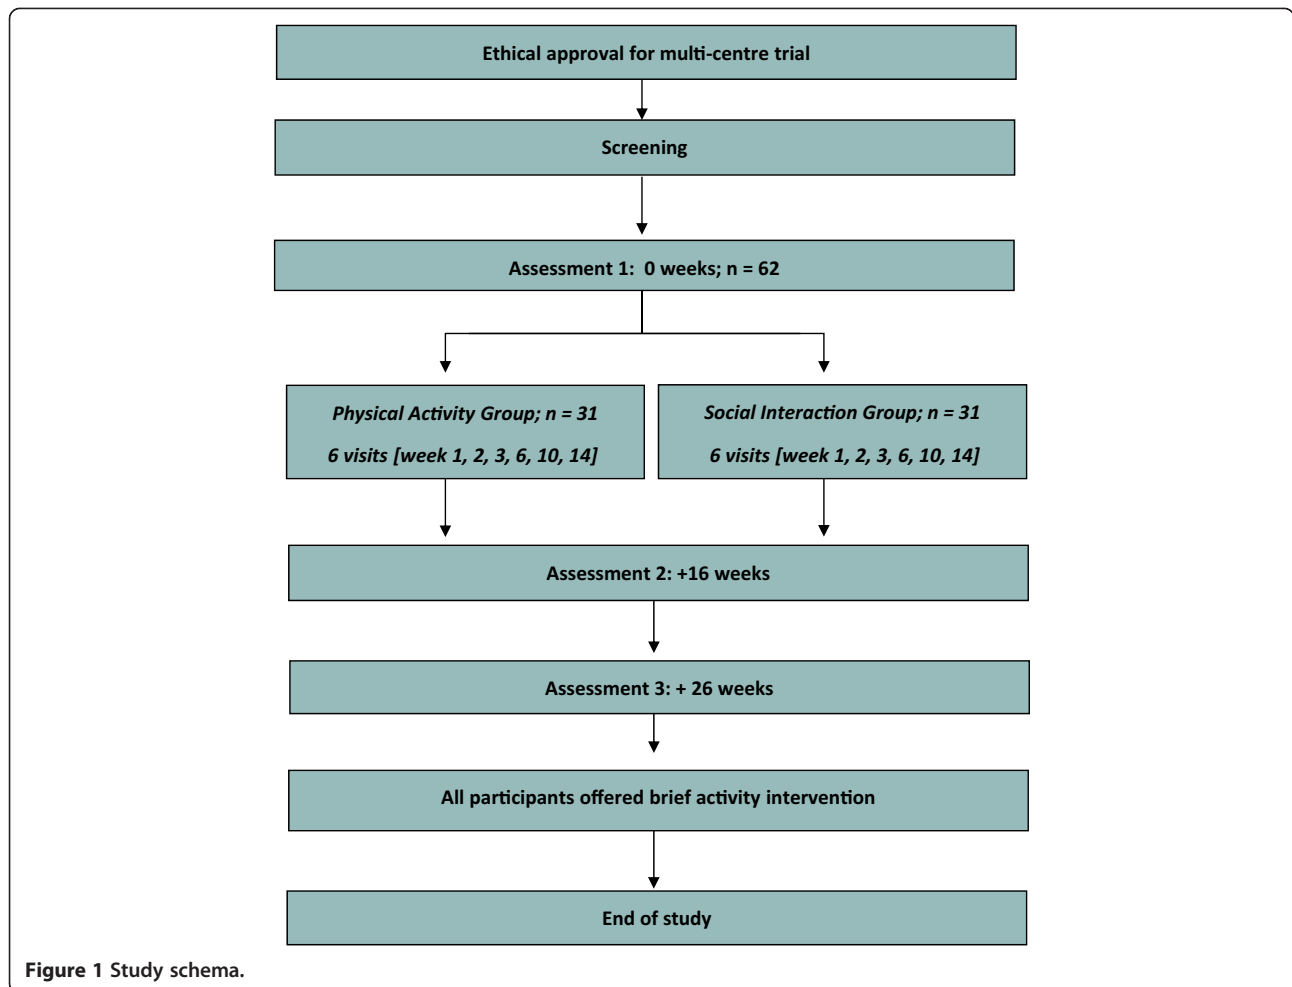 Ethical approval for multi-centre trial
Screening
Assessment 1:  0 weeks; n = 62
Physical Activity Group; n = 31
6 visits [week 1, 2, 3, 6, 10, 14]
Social Interaction Group; n = 31
6 visits [week 1, 2, 3, 6, 10, 14]
Assessment 2: +16 weeks
Assessment 3: + 26 weeks
All participants offered brief activity intervention
End of study
Figure 1 Study schema.